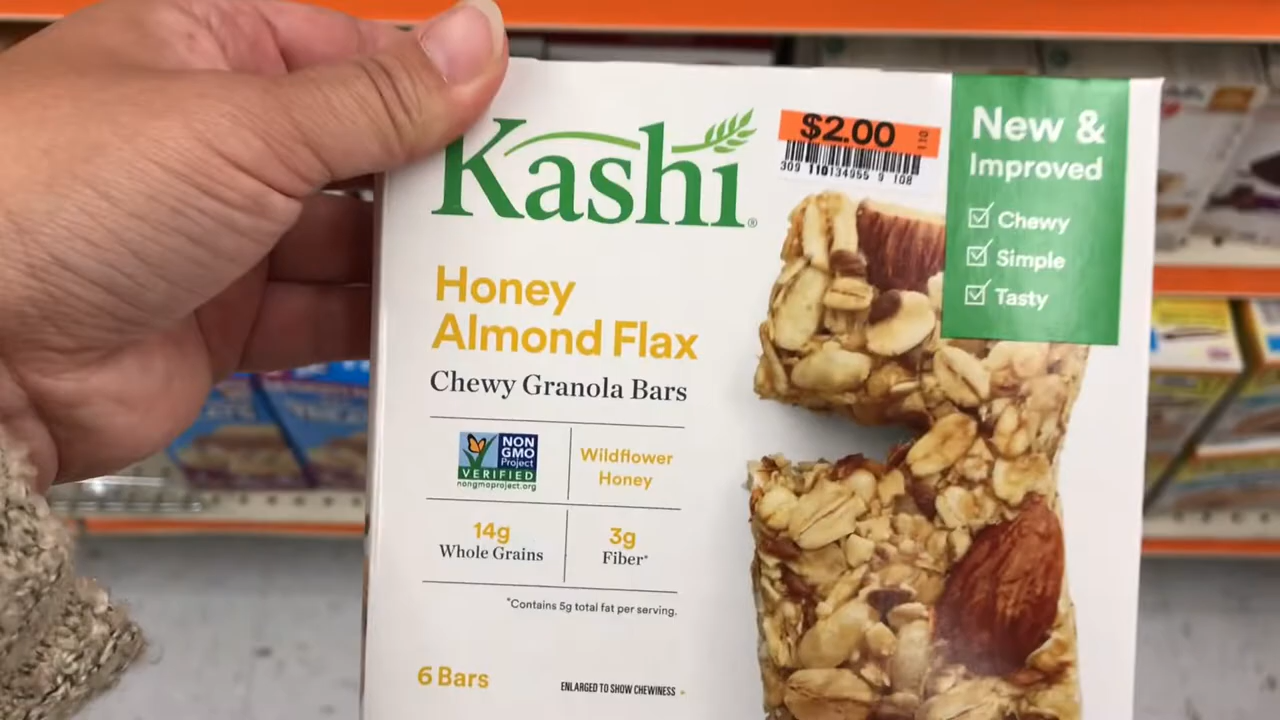 Kashi®
$2.00
110
309 110134955 9 108
New &
Improved
Chewy
Simple
Tasty
Honey
Almond Flax
Chewy Granola Bars
NON
GMO
Project
VERIFIED
nongmoproject.org
Wildflower
Honey
14g
Whole Grains
3g
Fiber*
*Contains 5g total fat per serving.
6 Bars
ENLARGED TO SHOW CHEWINESS